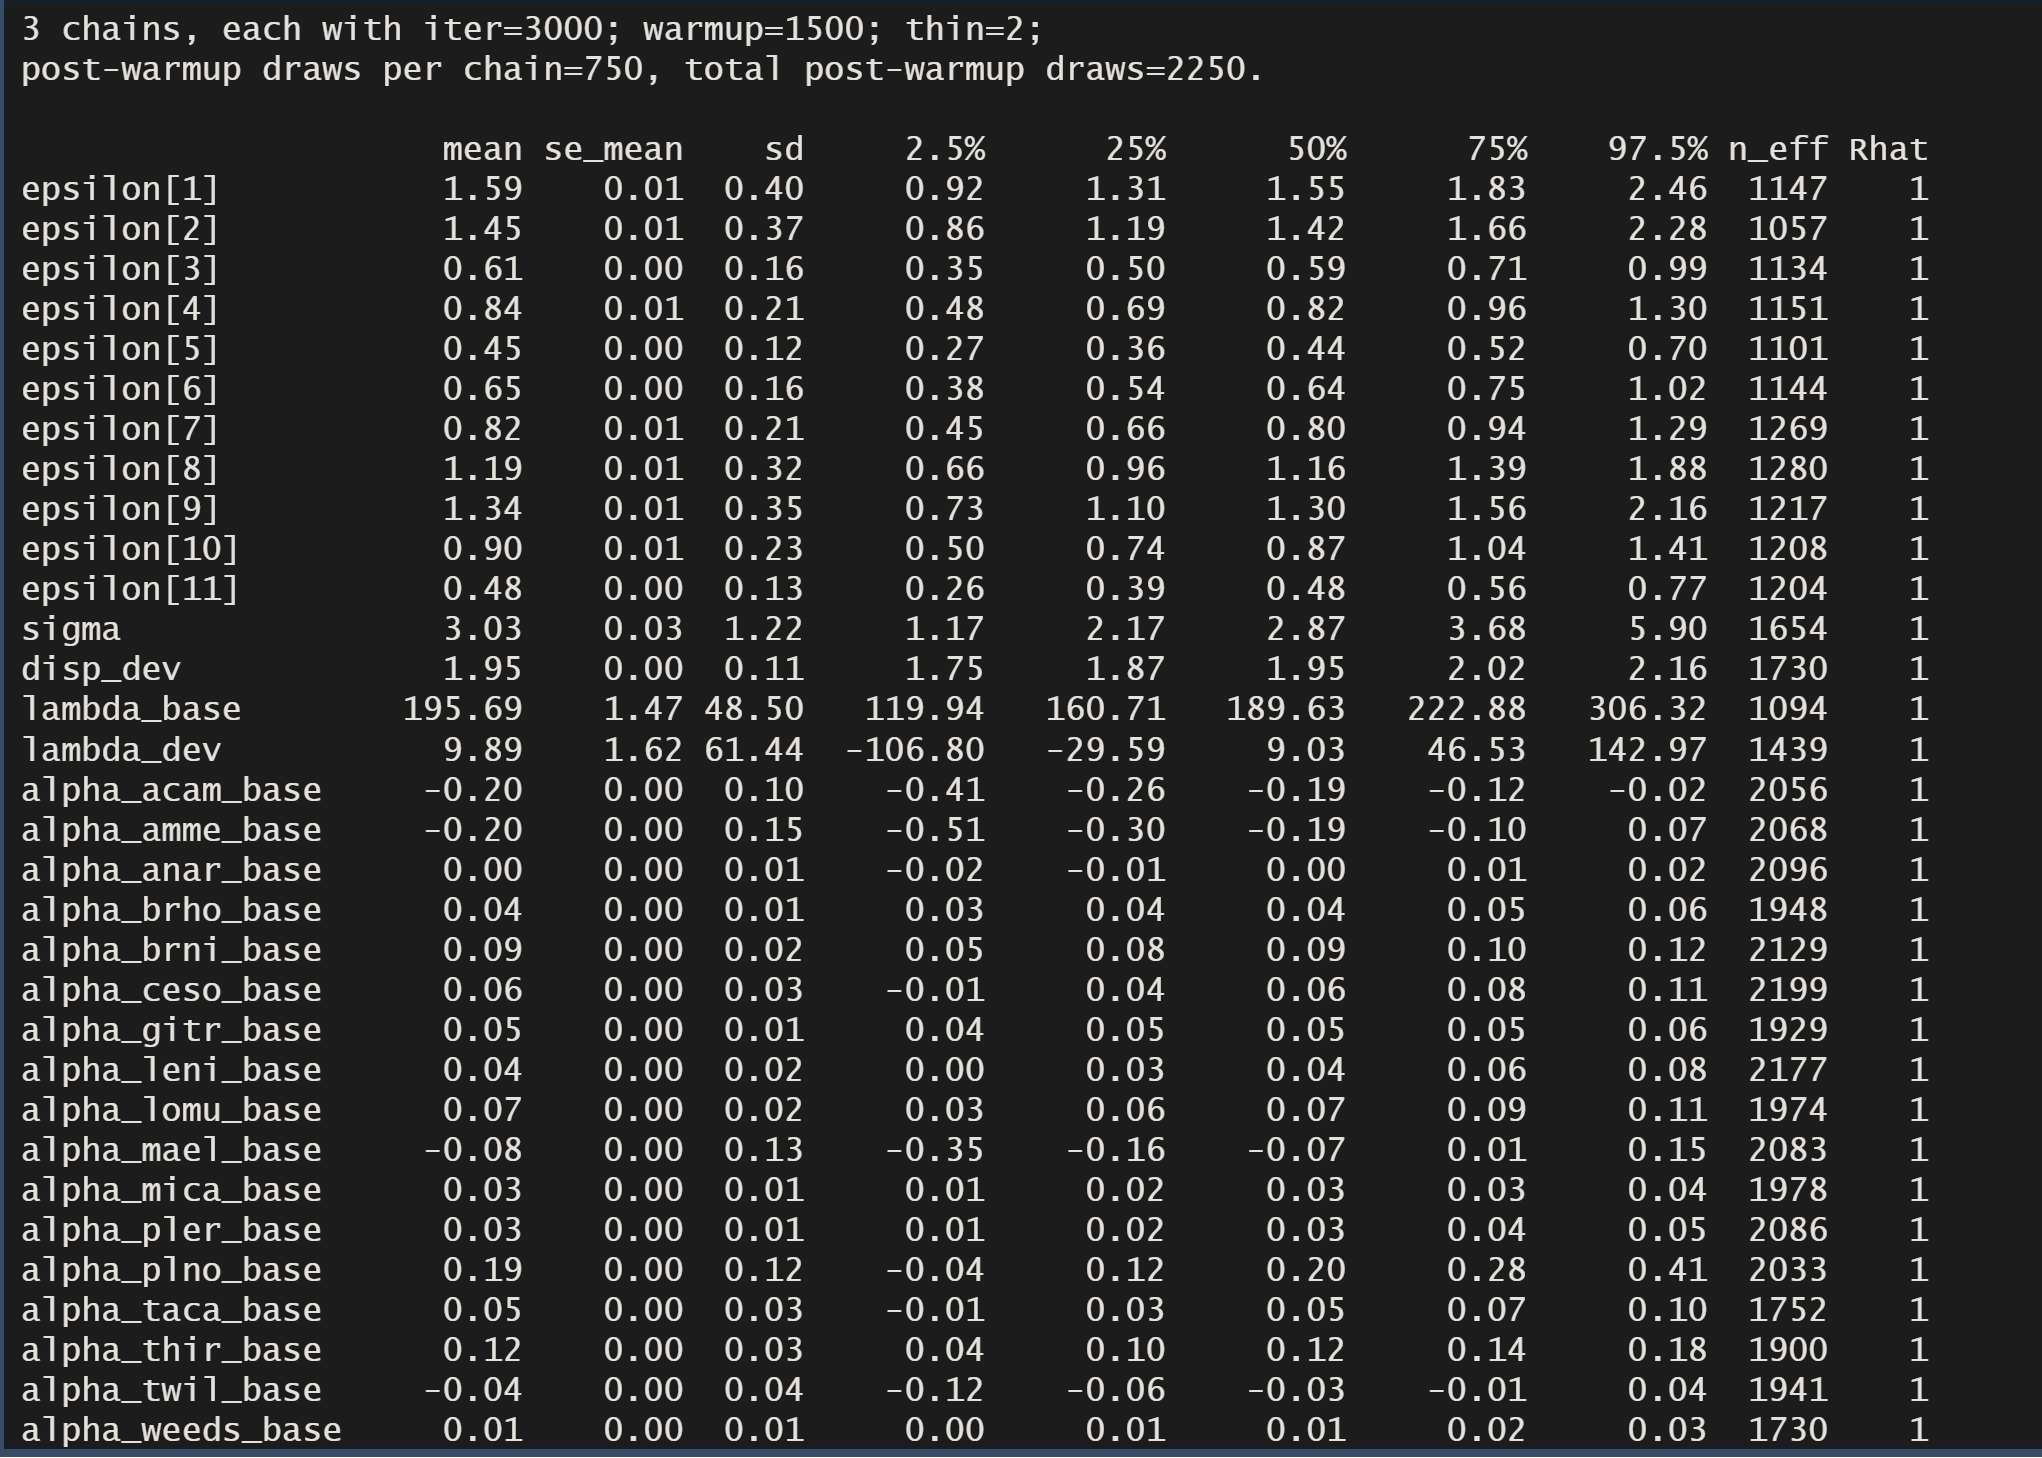 3 chains, each with iter=3000; warmup=1500; thin=2;
post-warmup draws per chain=750, total post-warmup draws=2250.
mean se_mean sd 2.5% 25% 50% 75% 97.5% n_eff Rhat
epsilon[1] 1.59 0.01 0.40 0.92 1.31 1.55 1.83 2.46 1147 1
epsilon[2] 1.45 0.01 0.37 0.86 1.19 1.42 1.66 2.28 1057 1
epsilon[3] 0.61 0.00 0.16 0.35 0.50 0.59 0.71 0.99 1134 1
epsilon[4] 0.84 0.01 0.21 0.48 0.69 0.82 0.96 1.30 1151 1
epsilon[5] 0.45 0.00 0.12 0.27 0.36 0.44 0.52 0.70 1101 1
epsilon[6] 0.65 0.00 0.16 0.38 0.54 0.64 0.75 1.02 1144 1
epsilon[7] 0.82 0.01 0.21 0.45 0.66 0.80 0.94 1.29 1269 1
epsilon[8] 1.19 0.01 0.32 0.66 0.96 1.16 1.39 1.88 1280 1
epsilon[9] 1.34 0.01 0.35 0.73 1.10 1.30 1.56 2.16 1217 1
epsilon[10] 0.90 0.01 0.23 0.50 0.74 0.87 1.04 1.41 1208 1
epsilon[11] 0.48 0.00 0.13 0.26 0.39 0.48 0.56 0.77 1204 1
sigma 3.03 0.03 1.22 1.17 2.17 2.87 3.68 5.90 1654 1
disp_dev 1.95 0.00 0.11 1.75 1.87 1.95 2.02 2.16 1730 1
lambda_base 195.69 1.47 48.50 119.94 160.71 189.63 222.88 306.32 1094 1
lambda_dev 9.89 1.62 61.44 -106.80 -29.59 9.03 46.53 142.97 1439 1
alpha_acam_base -0.20 0.00 0.10 -0.41 -0.26 -0.19 -0.12 -0.02 2056 1
alpha_amme_base -0.20 0.00 0.15 -0.51 -0.30 -0.19 -0.10 0.07 2068 1
alpha_anar_base 0.00 0.00 0.01 -0.02 -0.01 0.00 0.01 0.02 2096 1
alpha_brho_base 0.04 0.00 0.01 0.03 0.04 0.04 0.05 0.06 1948 1
alpha_brni_base 0.09 0.00 0.02 0.05 0.08 0.09 0.10 0.12 2129 1
alpha_ceso_base 0.06 0.00 0.03 -0.01 0.04 0.06 0.08 0.11 2199 1
alpha_gitr_base 0.05 0.00 0.01 0.04 0.05 0.05 0.05 0.06 1929 1
alpha_leni_base 0.04 0.00 0.02 0.00 0.03 0.04 0.06 0.08 2177 1
alpha_lomu_base 0.07 0.00 0.02 0.03 0.06 0.07 0.09 0.11 1974 1
alpha_mael_base -0.08 0.00 0.13 -0.35 -0.16 -0.07 0.01 0.15 2083 1
alpha_mica_base 0.03 0.00 0.01 0.01 0.02 0.03 0.03 0.04 1978 1
alpha_pler_base 0.03 0.00 0.01 0.01 0.02 0.03 0.04 0.05 2086 1
alpha_plno_base 0.19 0.00 0.12 -0.04 0.12 0.20 0.28 0.41 2033 1
alpha_taca_base 0.05 0.00 0.03 -0.01 0.03 0.05 0.07 0.10 1752 1
alpha_thir_base 0.12 0.00 0.03 0.04 0.10 0.12 0.14 0.18 1900 1
alpha_twil_base -0.04 0.00 0.04 -0.12 -0.06 -0.03 -0.01 0.04 1941 1
alpha_weeds_base 0.01 0.00 0.01 0.00 0.01 0.01 0.02 0.03 1730 1